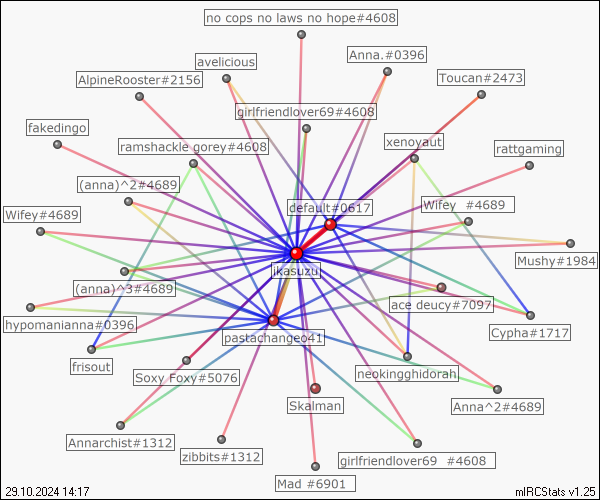 no cops no laws no hope#4608
Anna.#0396
avelicious
Toucan#2473
AlpineRooster#2156
girlfriendlover69#4608
fakedingo
xenoyaut
ramshackle gorey#4608
rattgaming
(anna)^2#4689
default#0617
Wifey #4689
Wifey#4689
Mushy#1984
ikasuzu
(anna)^3#4689
ace deucy#7097
hypomanianna#0396
Cypha#1717
pastachangeo41
frisout
neokingghidorah
Soxy Foxy#5076
Skalman
Anna^2#4689
Annarchist#1312
zibbits#1312
girlfriendlover69 #4608
Mad #6901
29.10.2024 14:17
mIRCStats v1.25